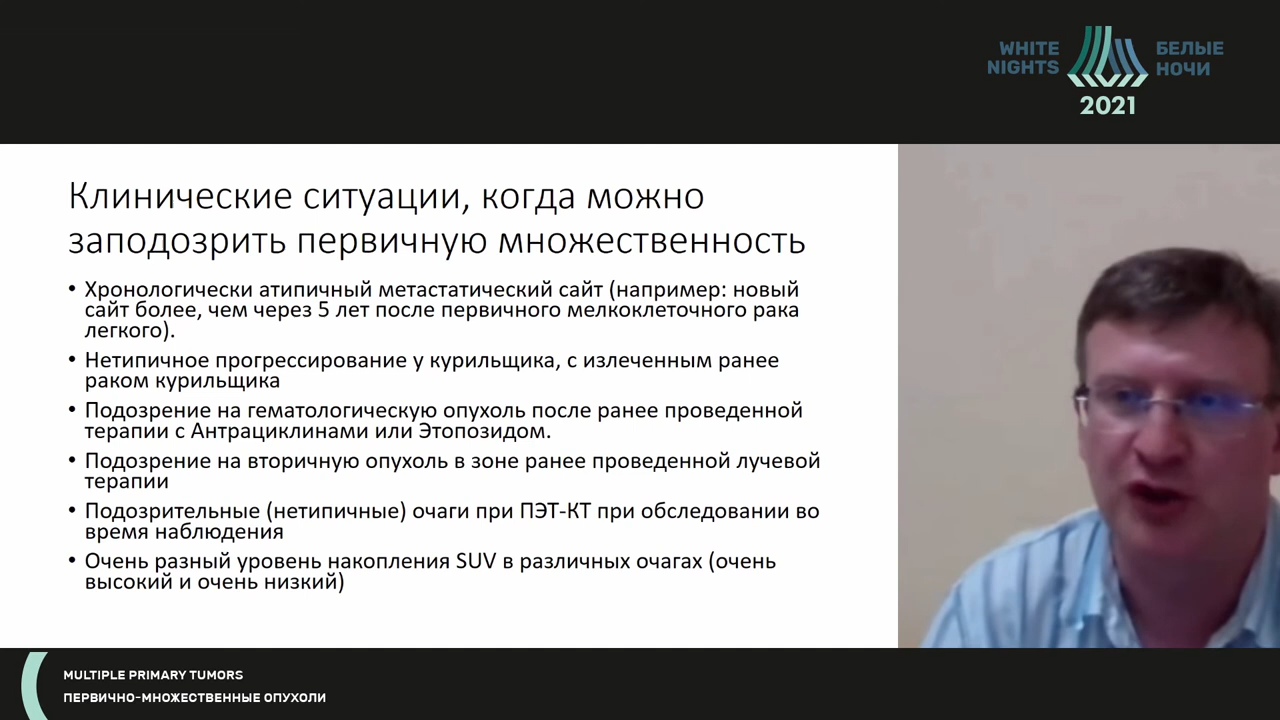 WHITE
NIGHTS
БЕЛЫЕ
НОЧИ
2021
Клинические ситуации, когда можно
заподозрить первичную множественность
• Хронологически атипичный метастатический сайт (например: новый
сайт более, чем через 5 лет после первичного мелкоклеточного рака
легкого).
• Нетипичное прогрессирование у курильщика, с излеченным ранее
раком курильщика
• Подозрение на гематологическую опухоль после ранее проведенной
терапии с Антрациклинами или Этопозидом.
• Подозрение на вторичную опухоль в зоне ранее проведенной лучевой
терапии
• Подозрительные (нетипичные) очаги при ПЭТ-КТ при обследовании во
время наблюдения
• Очень разный уровень накопления SUV в различных очагах (очень
высокий и очень низкий)
MULTIPLE PRIMARY TUMORS
ПЕРВИЧНО-МНОЖЕСТВЕННЫЕ ОПУХОЛИ